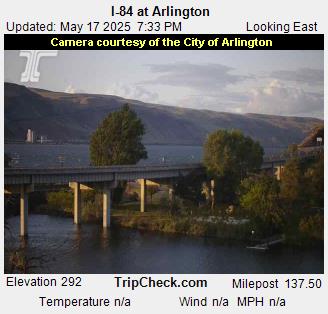 I-84 at Arlington
Updated: May 17 2025 7:33 PM Looking East
Camera courtesy of the City of Arlington
Elevation 292 TripCheck.com Milepost 137.50
Temperature n/a Wind n/a MPH n/a